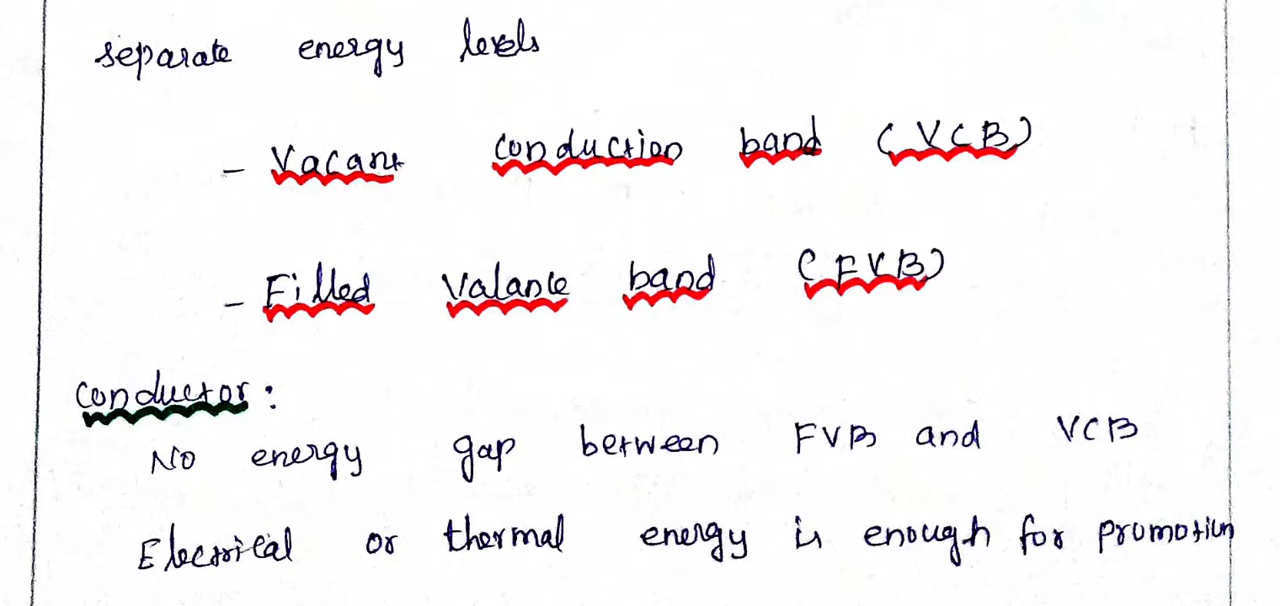 separate energy levels
- Vacant conduction band (VCB)
- Filled Valance band (FVB)
conductor:
No energy gap between FVB and VCB
Electrical or thermal energy is enough for promotion